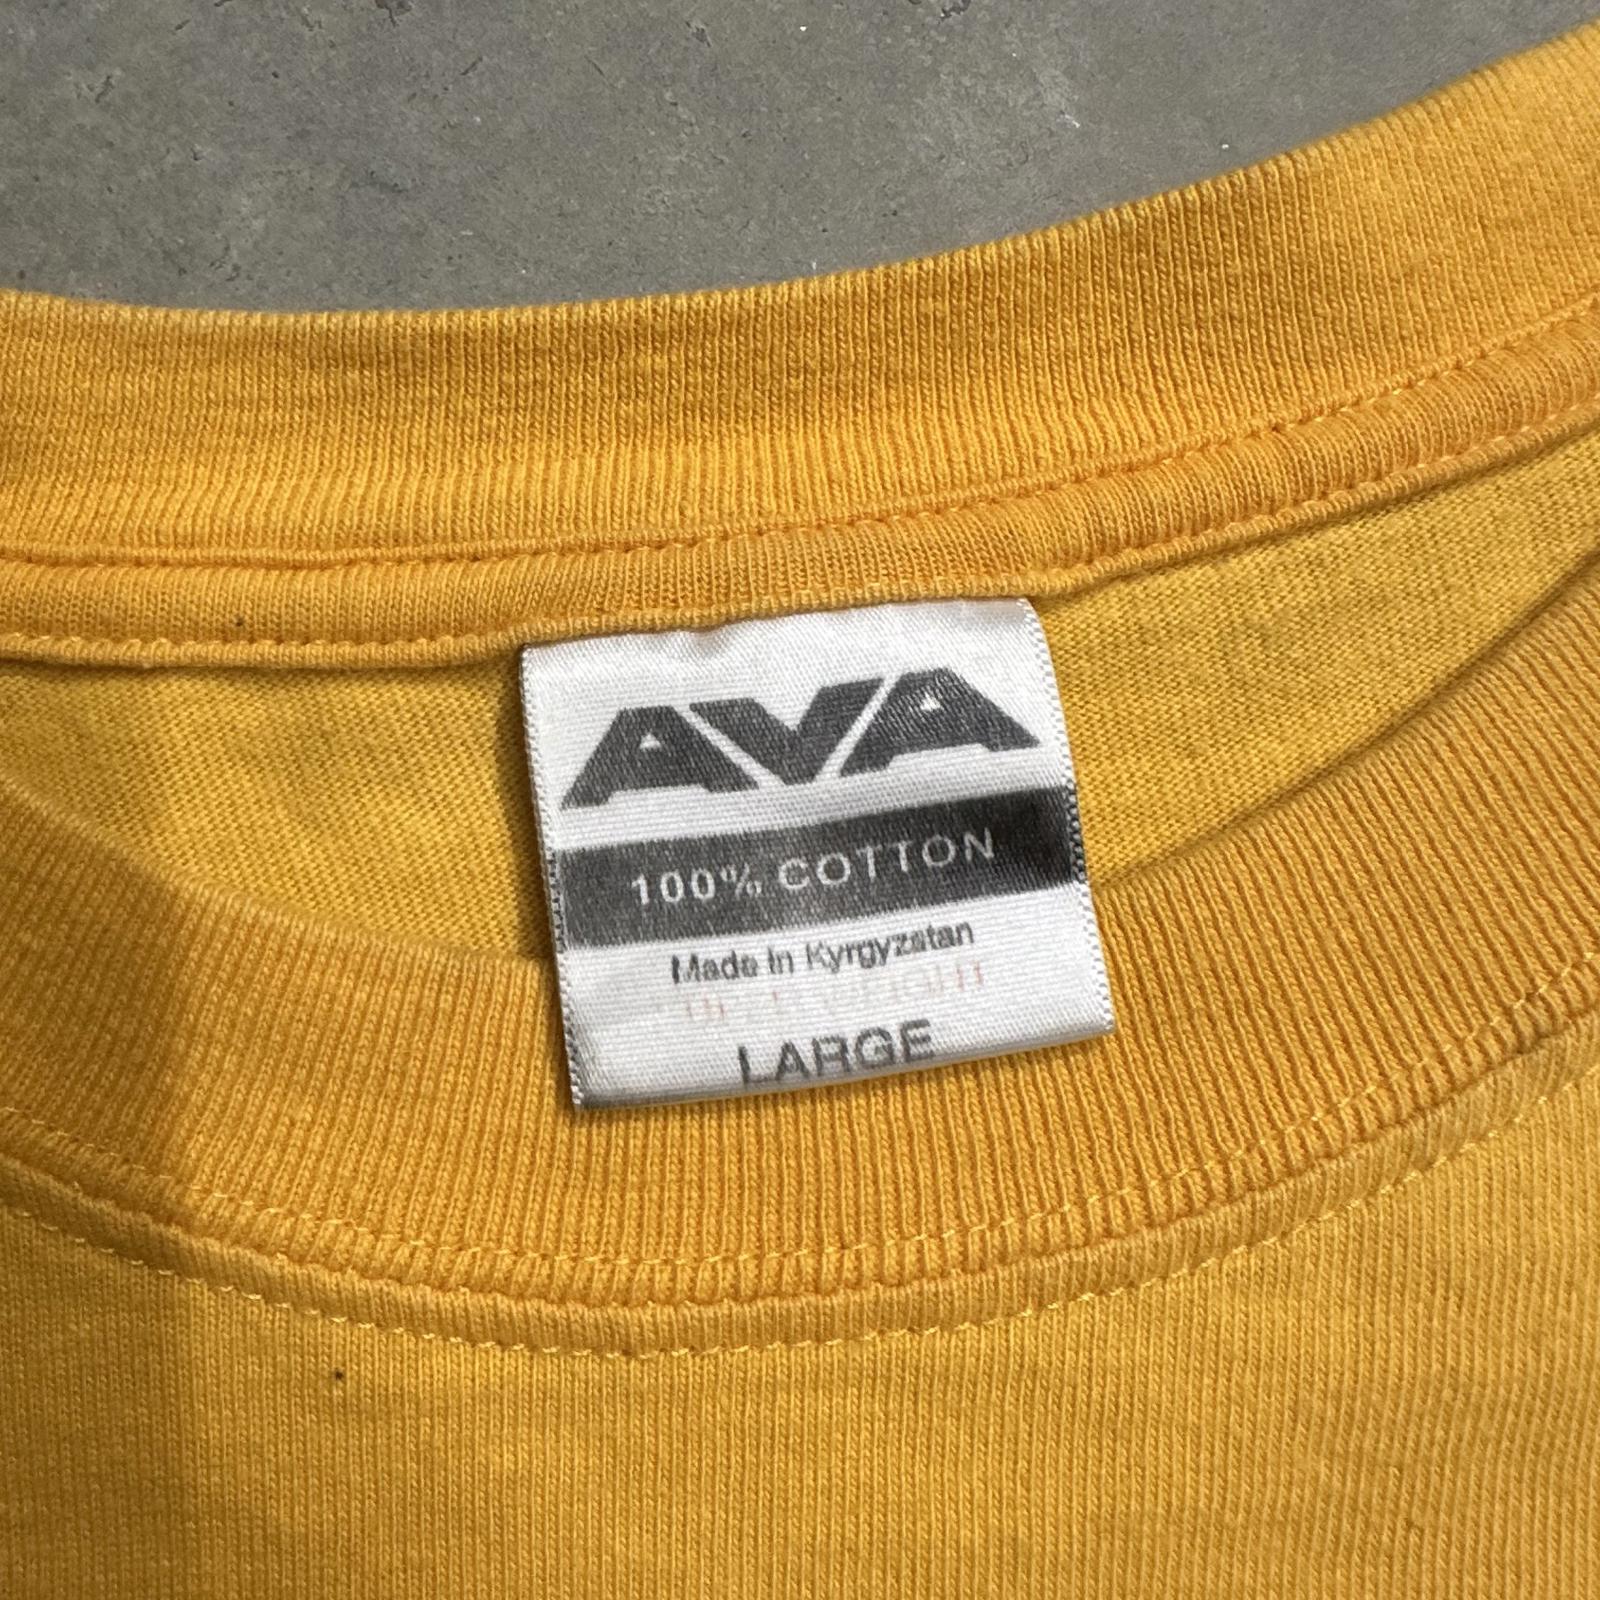 AVA
100% COTTON
Made In Kyrgyzstan
LARGE